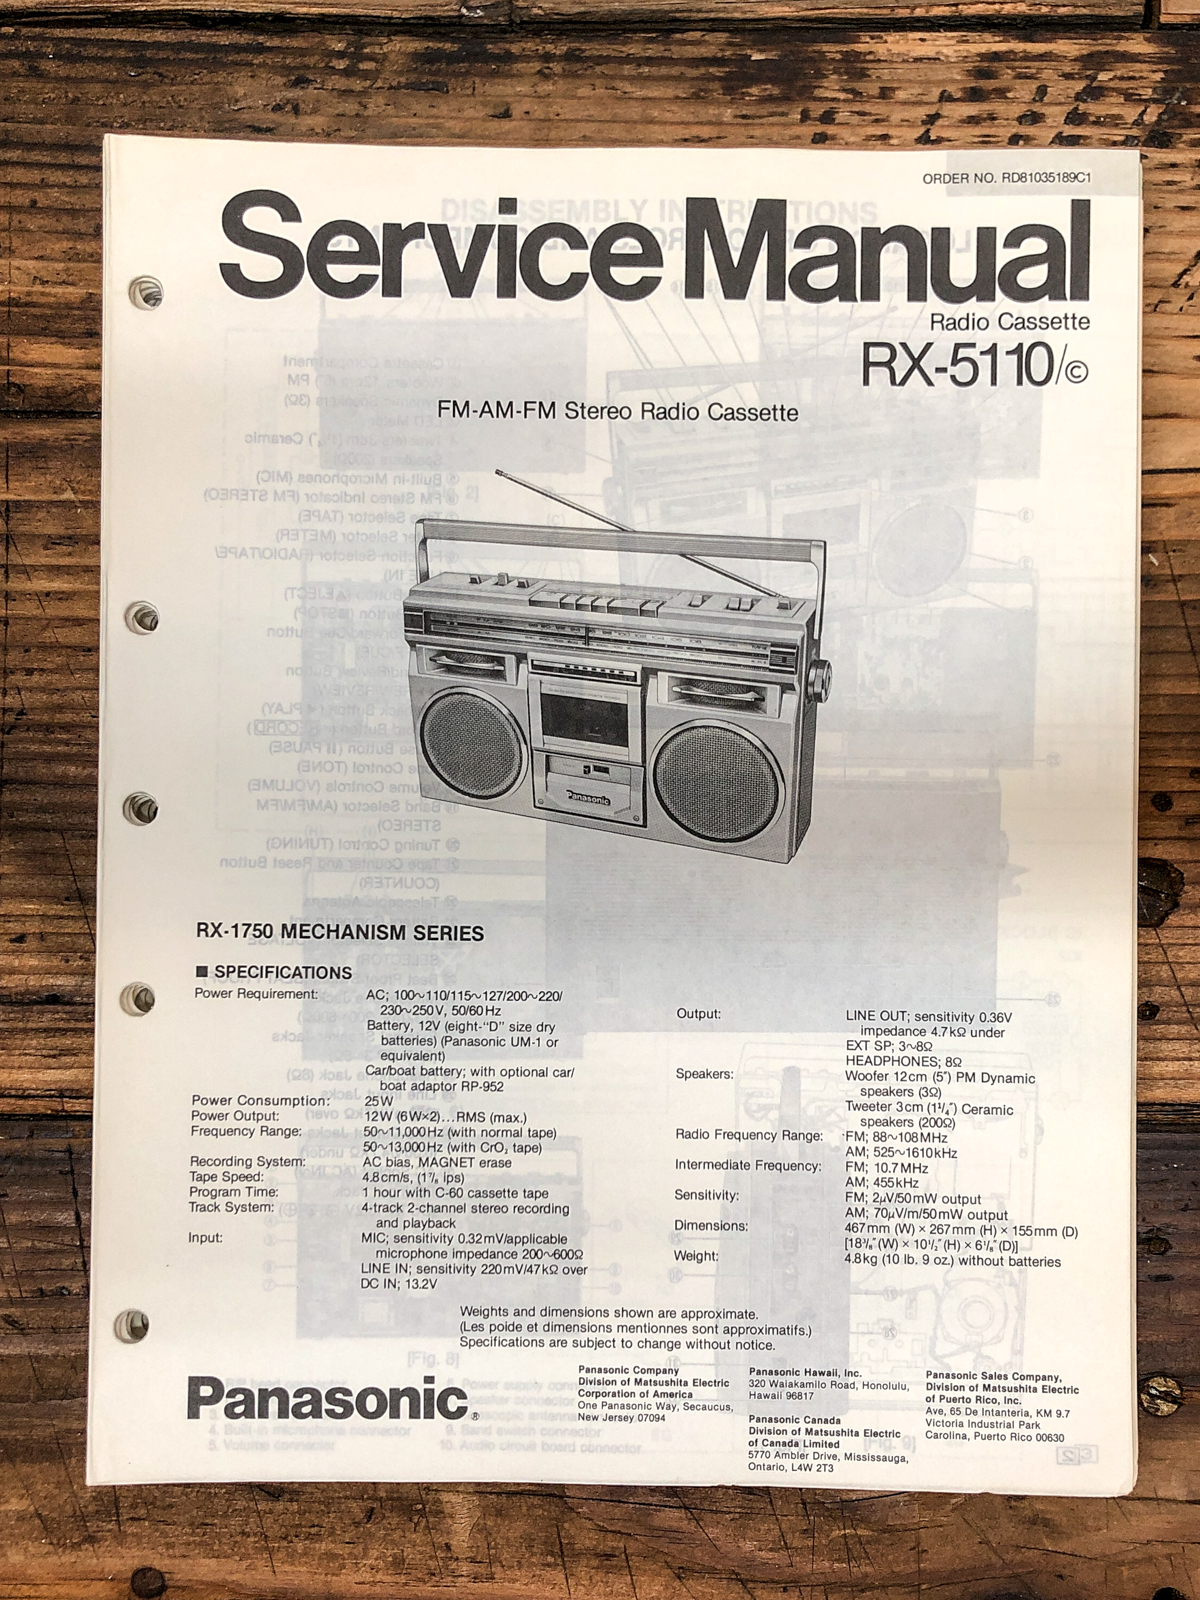 ORDER NO. RD81035189C1
Service Manual
Radio Cassette
RX-5110/©
FM-AM-FM Stereo Radio Cassette
Panasonic
RX-1750 MECHANISM SERIES
■ SPECIFICATIONS
Power Requirement: AC; 100~110/115~127/200~220/
230~250V, 50/60Hz
Battery, 12V (eight-"D" size dry
batteries) (Panasonic UM-1 or
equivalent)
Car/boat battery; with optional car/
boat adaptor RP-952
Power Consumption: 25W
Power Output: 12W (6W×2)...RMS (max.)
Frequency Range: 50~11,000Hz (with normal tape)
50~13,000Hz (with CrO₂ tape)
Recording System: AC bias, MAGNET erase
Tape Speed: 4.8cm/s, (1⅞ ips)
Program Time: 1 hour with C-60 cassette tape
Track System: 4-track 2-channel stereo recording
and playback
Input: MIC; sensitivity 0.32mV/applicable
microphone impedance 200~600Ω
LINE IN; sensitivity 220mV/47kΩ over
DC IN; 13.2V
Output: LINE OUT; sensitivity 0.36V
impedance 4.7kΩ under
EXT SP; 3~8Ω
HEADPHONES; 8Ω
Speakers: Woofer 12cm (5″) PM Dynamic
speakers (3Ω)
Tweeter 3cm (1¼″) Ceramic
speakers (200Ω)
Radio Frequency Range: FM; 88~108MHz
AM; 525~1610kHz
Intermediate Frequency: FM; 10.7MHz
AM; 455kHz
Sensitivity: FM; 2μV/50mW output
AM; 70μV/m/50mW output
Dimensions: 467mm (W) × 267mm (H) × 155mm (D)
[18⅜″(W) × 10½″(H) × 6⅛″(D)]
Weight: 4.8kg (10 lb. 9 oz.) without batteries
Weights and dimensions shown are approximate.
(Les poide et dimensions mentionnes sont approximatifs.)
Specifications are subject to change without notice.
Panasonic®
Panasonic Company
Division of Matsushita Electric
Corporation of America
One Panasonic Way, Secaucus,
New Jersey 07094
Panasonic Hawaii, Inc.
320 Waiakamilo Road, Honolulu,
Hawaii 96817
Panasonic Canada
Division of Matsushita Electric
of Canada Limited
5770 Ambler Drive, Mississauga,
Ontario, L4W 2T3
Panasonic Sales Company,
Division of Matsushita Electric
of Puerto Rico, Inc.
Ave, 65 De Intanteria, KM 9.7
Victoria Industrial Park
Carolina, Puerto Rico 00630